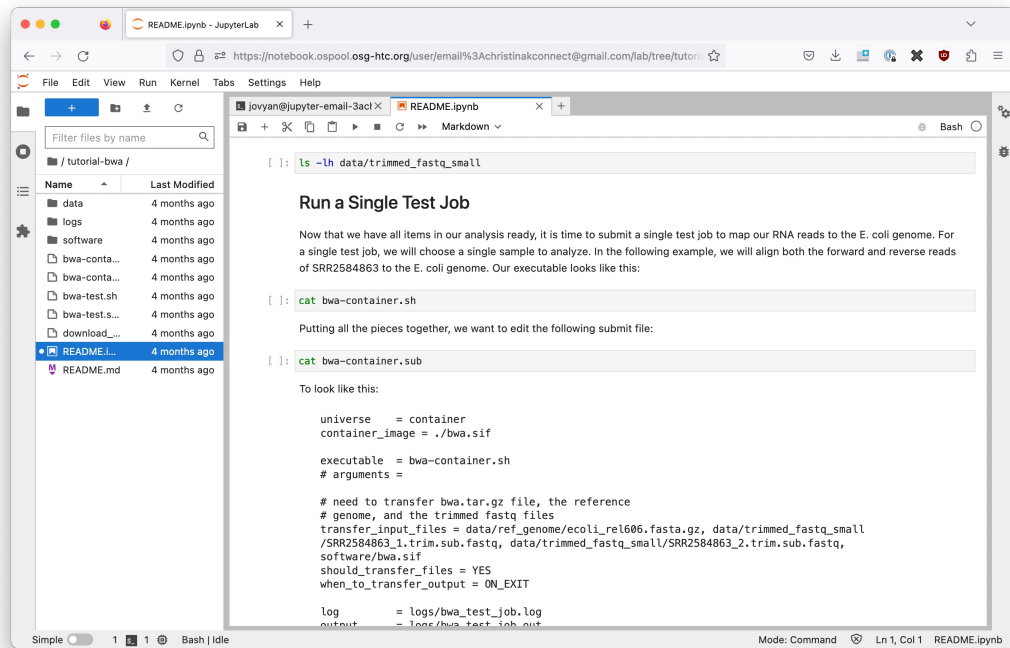 README.ipynb - JupyterLab
https://notebook.ospool.osg-htc.org/user/email%3Achristinakconnect@gmail.com/lab/tree/tutori
File Edit View Run Kernel Tabs Settings Help
jovyan@jupyter-email-3acl
README.ipynb
Filter files by name
Markdown
Bash
/ tutorial-bwa /
Name Last Modified
data 4 months ago
logs 4 months ago
software 4 months ago
bwa-conta... 4 months ago
bwa-conta... 4 months ago
bwa-test.sh 4 months ago
bwa-test.s... 4 months ago
download_... 4 months ago
README.i... 4 months ago
README.md 4 months ago
[ ]: ls -lh data/trimmed_fastq_small
Run a Single Test Job
Now that we have all items in our analysis ready, it is time to submit a single test job to map our RNA reads to the E. coli genome. For
a single test job, we will choose a single sample to analyze. In the following example, we will align both the forward and reverse reads
of SRR2584863 to the E. coli genome. Our executable looks like this:
[ ]: cat bwa-container.sh
Putting all the pieces together, we want to edit the following submit file:
[ ]: cat bwa-container.sub
To look like this:
universe    = container
container_image = ./bwa.sif
executable  = bwa-container.sh
# arguments =
# need to transfer bwa.tar.gz file, the reference
# genome, and the trimmed fastq files
transfer_input_files = data/ref_genome/ecoli_rel606.fasta.gz, data/trimmed_fastq_small
/SRR2584863_1.trim.sub.fastq, data/trimmed_fastq_small/SRR2584863_2.trim.sub.fastq,
software/bwa.sif
should_transfer_files = YES
when_to_transfer_output = ON_EXIT
log         = logs/bwa_test_job.log
output      = logs/bwa_test_job.out
Simple 1 1 Bash | Idle
Mode: Command Ln 1, Col 1 README.ipynb